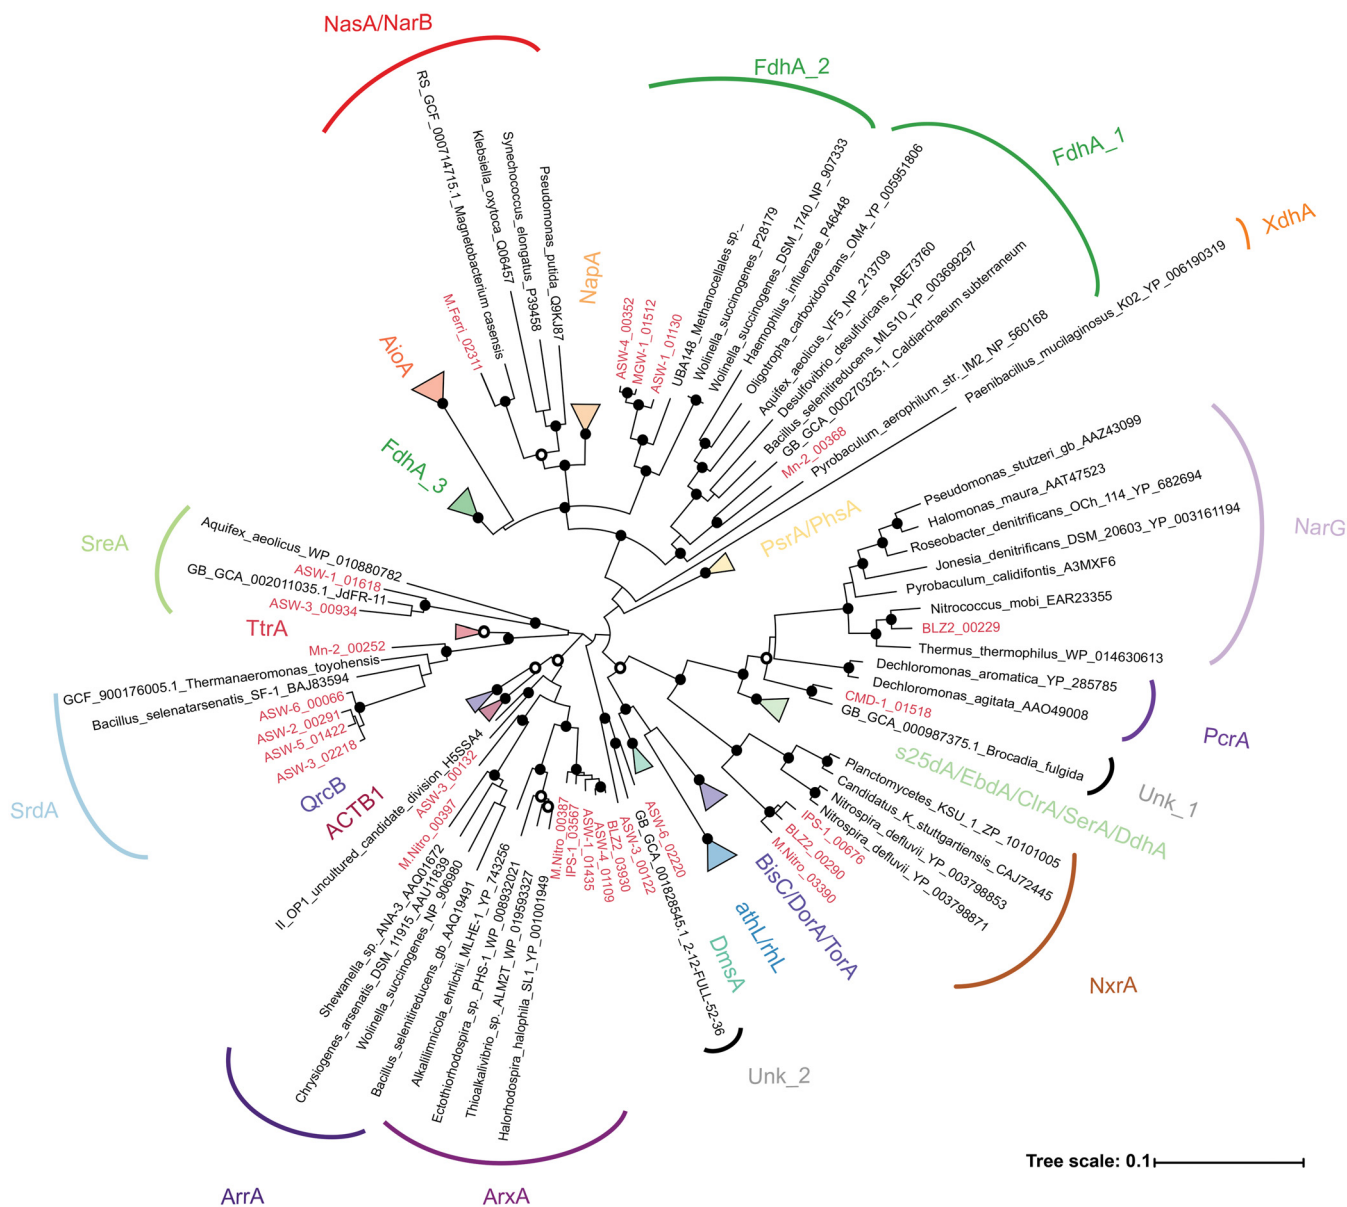 NasA/NarB
FdhA_2
FdhA_1
XdhA
RS_GCF_000714715.1_Magnetobacterium casensis
Klebsiella_oxytoca_Q06457
Synechococcus_elongatus_P39458
Pseudomonas_putida_Q9KJ87
M.Ferri_02311
NapA
AioA
FdhA_3
ASW-4_00352
MGW-1_01512
ASW-1_01130
UBA148_Methanocellales sp._
Wolinella_succinogenes_P28179
Wolinella_succinogenes_DSM_1740_NP_907333
Haemophilus_influenzae_P46448
Oligotropha_carboxidovorans_OM4_YP_005951806
Aquifex_aeolicus_VF5_NP_213709
Desulfovibrio_desulfuricans_ABE73760
Bacillus_selenitireducens_MLS10_YP_003699297
GB_GCA_000270325.1_Caldiarchaeum subterraneum
Mn-2_00368
Pyrobaculum_aerophilum_str._IM2_NP_560168
Paenibacillus_mucilaginosus_K02_YP_006190319
PsrA/PhsA
Pseudomonas_stutzeri_gb_AAZ43099
Halomonas_maura_AAT47523
Roseobacter_denitrificans_OCh_114_YP_682694
Jonesia_denitrificans_DSM_20603_YP_003161194
Pyrobaculum_calidifontis_A3MXF6
Nitrococcus_mobi_EAR23355
BLZ2_00229
Thermus_thermophilus_WP_014630613
NarG
Dechloromonas_aromatica_YP_285785
Dechloromonas_agitata_AAO49008
PcrA
CMD-1_01518
GB_GCA_000987375.1_Brocadia_fulgida
Unk_1
s25dA/EbdA/ClrA/SerA/DdhA
Planctomycetes_KSU_1_ZP_10101005
Candidatus_K_stuttgartiensis_CAJ72445
Nitrospira_defluvii_YP_003798853
Nitrospira_defluvii_YP_003798871
IPS-1_00676
BLZ2_00290
M.Nitro_03390
NxrA
BisC/DorA/TorA
athL/rhL
DmsA
SreA
Aquifex_aeolicus_WP_010880782
ASW-1_01618
GB_GCA_002011035.1_JdFR-11
ASW-3_00934
TtrA
Mn-2_00252
GCF_900176005.1_Thermanaeromonas_toyohensis
Bacillus_selenatarsenatis_SF-1_BAJ83594
ASW-6_00066
ASW-2_00291
ASW-5_01422
ASW-3_02218
SrdA
QrcB
ACTB1
II_OP1_uncultured_candidate_division_H5SSA4
ASW-3_00132
M.Nitro_00397
Shewanella_sp._ANA-3_AAQ01672
Chrysiogenes_arsenatis_DSM_11915_AAU11839
Wolinella_succinogenes_NP_906980
Bacillus_selenitireducens_gb_AAQ19491
Alkalilimnicola_ehrlichii_MLHE-1_YP_743256
Ectothiorhodospira_sp._PHS-1_WP_008932021
Thioalkalivibrio_sp._ALM2T_WP_019593327
Halorhodospira_halophila_SL1_YP_001001949
M.Nitro_00387
IPS-1_03567
ASW-1_01435
ASW-4_01109
BLZ2_03930
ASW-3_00122
GB_GCA_001828545.1_2-12-FULL-52-36
ASW-6_02220
Unk_2
ArrA
ArxA
Tree scale: 0.1